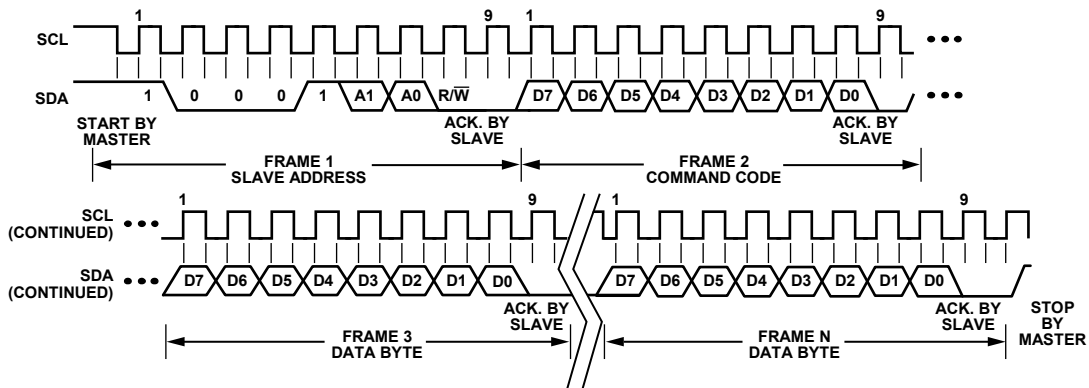 1 9 1 9
SCL
SDA
1 0 0 0 1 A1 A0 R/W̅ D7 D6 D5 D4 D3 D2 D1 D0
START BY
MASTER
ACK. BY
SLAVE
ACK. BY
SLAVE
FRAME 1
SLAVE ADDRESS
FRAME 2
COMMAND CODE
1 9 1 9
SCL
(CONTINUED)
SDA
(CONTINUED)
D7 D6 D5 D4 D3 D2 D1 D0 D7 D6 D5 D4 D3 D2 D1 D0
ACK. BY
SLAVE
ACK. BY
SLAVE
STOP
BY
MASTER
FRAME 3
DATA BYTE
FRAME N
DATA BYTE